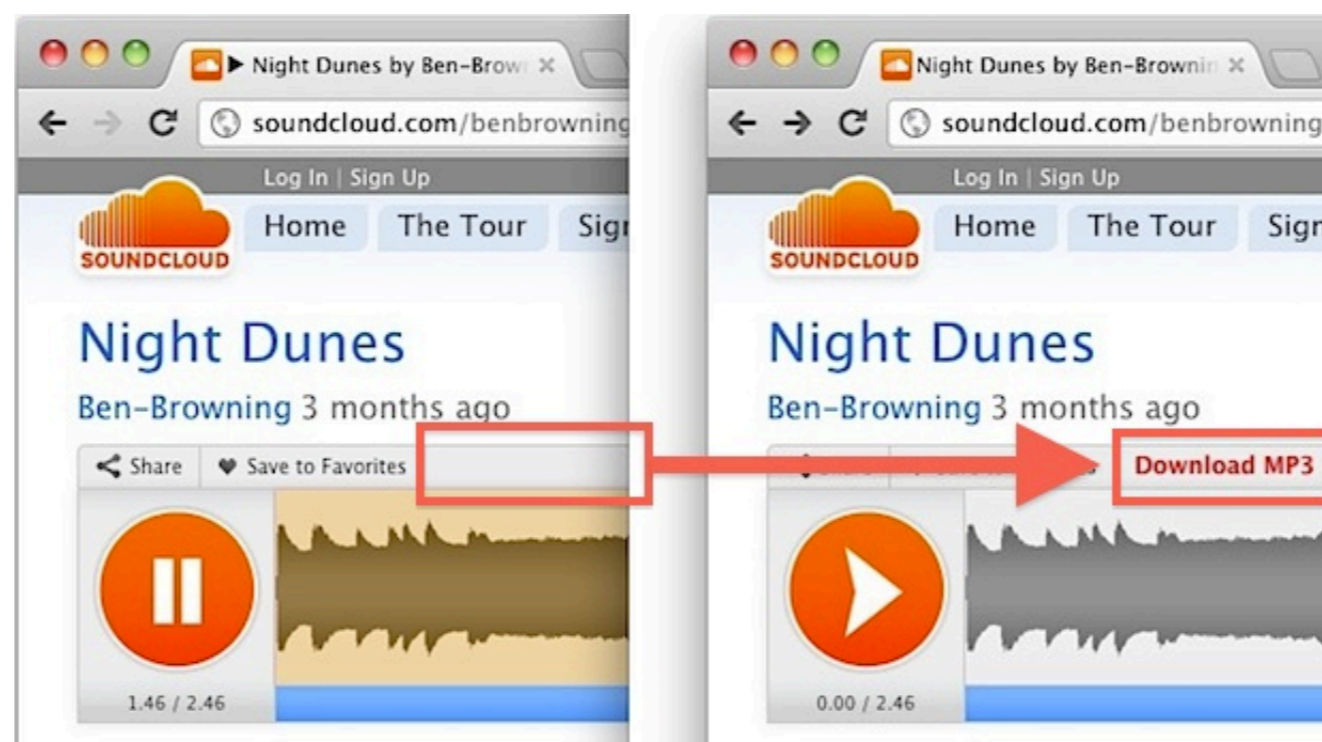 ▶ Night Dunes by Ben-Brow
soundcloud.com/benbrowning
Log In | Sign Up
SOUNDCLOUD
Home The Tour Sign
Night Dunes
Ben-Browning 3 months ago
Share Save to Favorites
1.46 / 2.46
Night Dunes by Ben-Brownin
soundcloud.com/benbrowning
Log In | Sign Up
SOUNDCLOUD
Home The Tour Sign
Night Dunes
Ben-Browning 3 months ago
Download MP3
0.00 / 2.46